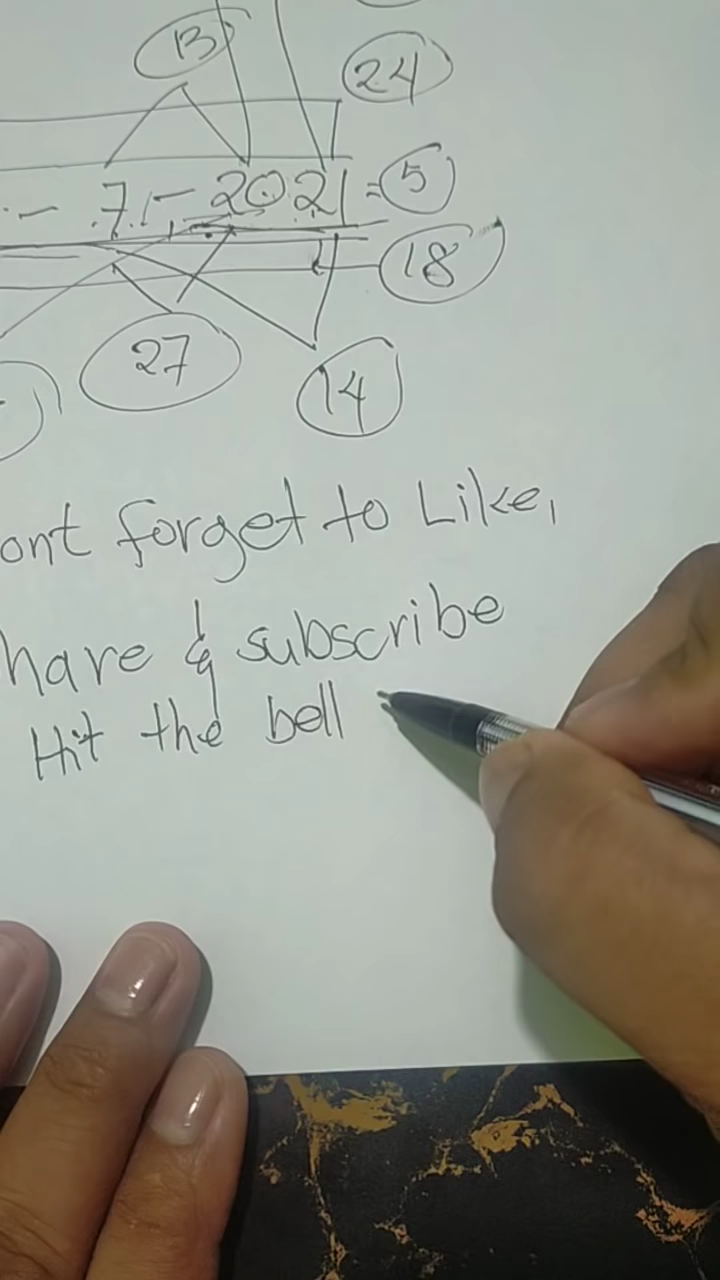 13
24
7 - 2021 = 5
18
27
14
ont forget to Like,
hare & subscribe
Hit the bell